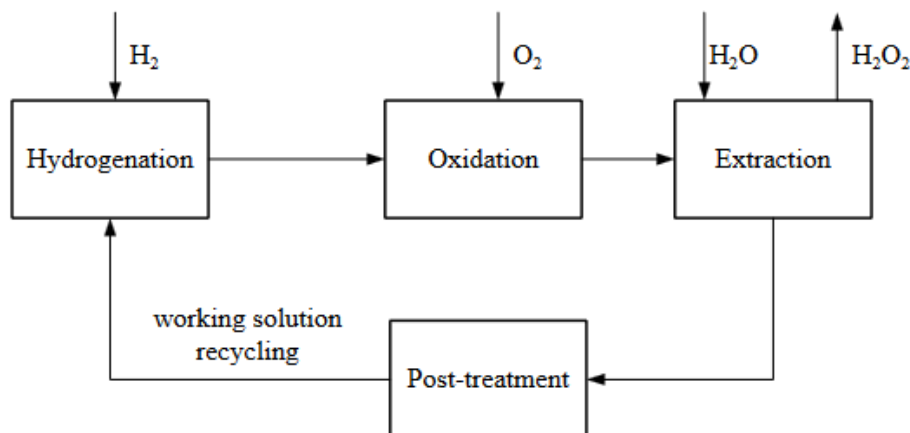 H₂
O₂
H₂O
H₂O₂
Hydrogenation
Oxidation
Extraction
working solution
recycling
Post-treatment